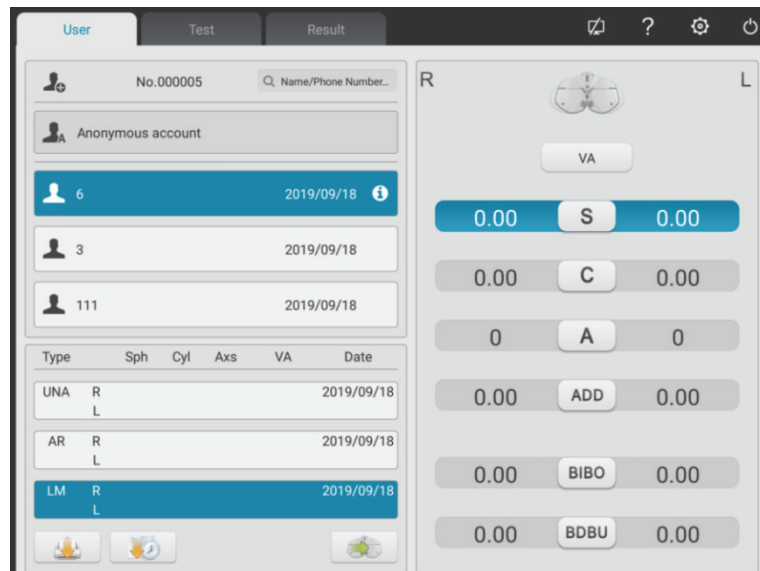 User Test Result ?
No.000005 Name/Phone Number...
Anonymous account
6 2019/09/18
3 2019/09/18
111 2019/09/18
Type Sph Cyl Axs VA Date
UNA R 2019/09/18
L
AR R 2019/09/18
L
LM R 2019/09/18
L
R L
VA
0.00 S 0.00
0.00 C 0.00
0 A 0
0.00 ADD 0.00
0.00 BIBO 0.00
0.00 BDBU 0.00